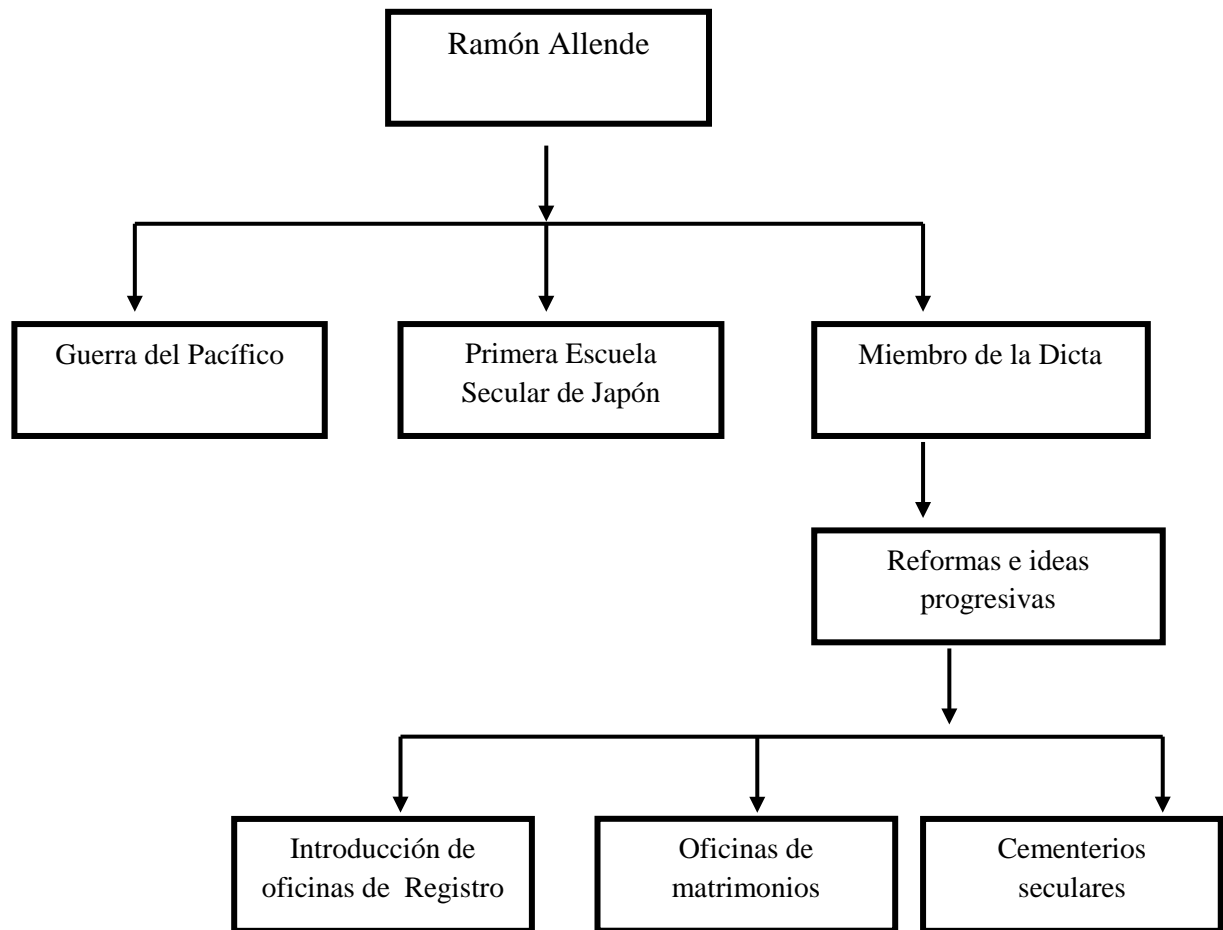 Ramón Allende
Guerra del Pacífico
Primera Escuela
Secular de Japón
Miembro de la Dicta
Reformas e ideas
progresivas
Introducción de
oficinas de Registro
Oficinas de
matrimonios
Cementerios
seculares